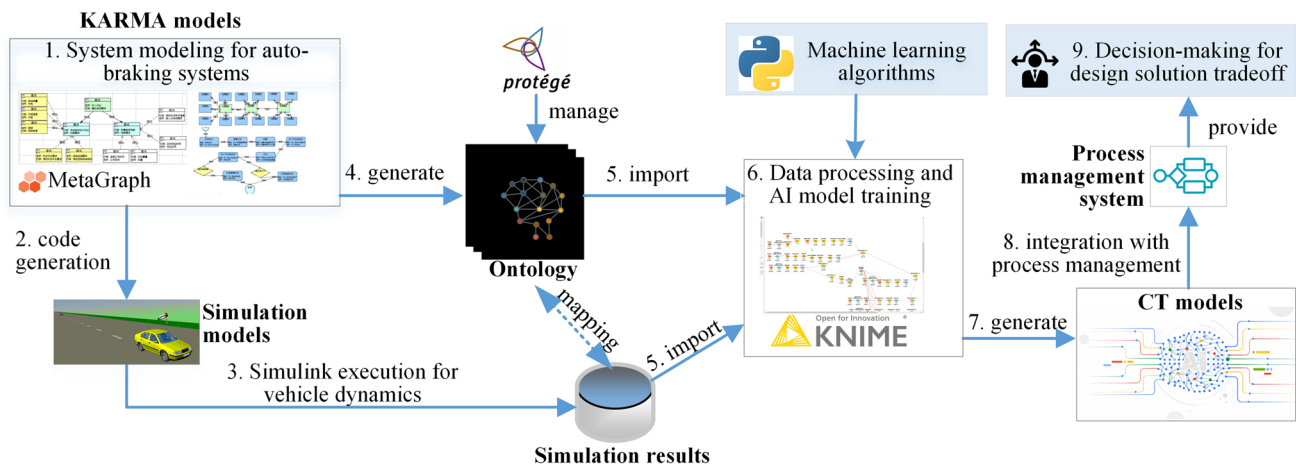 KARMA models
1. System modeling for auto-
braking systems
MetaGraph
2. code
generation
Simulation
models
3. Simulink execution for
vehicle dynamics
4. generate
protégé
manage
Ontology
mapping
Simulation results
5. import
5. import
Machine learning
algorithms
6. Data processing and
AI model training
Open for Innovation
KNIME
7. generate
CT models
AI
8. integration with
process management
Process
management
system
provide
9. Decision-making for
design solution tradeoff